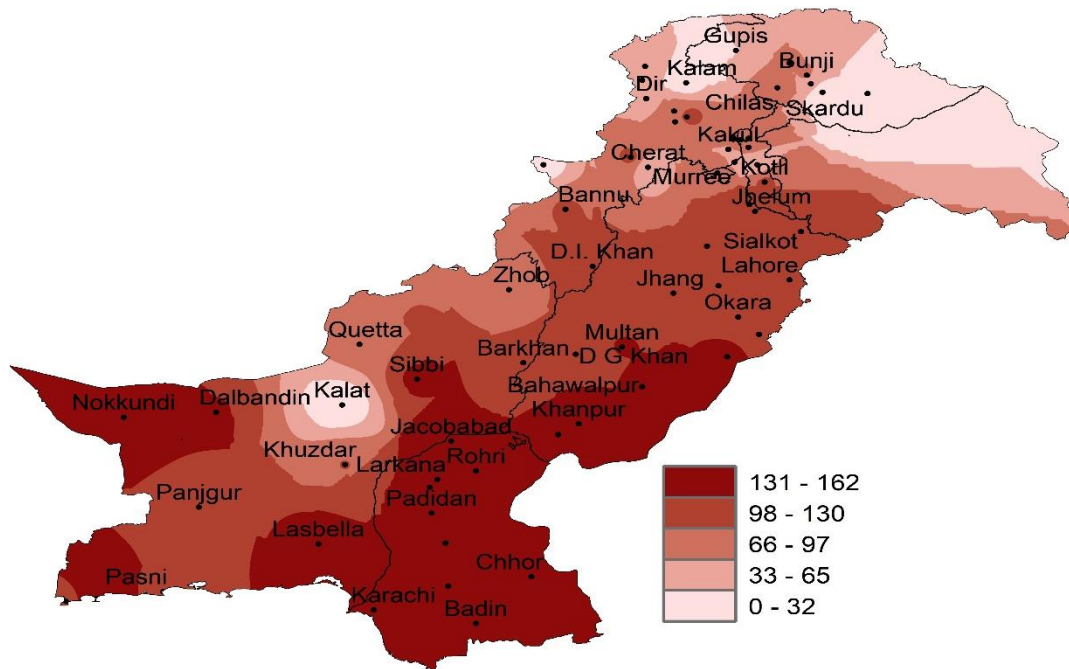 Gupis
Bunji
Kalam
Dir
Chilas
Skardu
Kakul
Cherat
Murree
Kotli
Bannu
Jhelum
Sialkot
D.I. Khan
Lahore
Zhob
Jhang
Okara
Quetta
Multan
Barkhan
D G Khan
Sibbi
Bahawalpur
Kalat
Nokkundi
Dalbandin
Khanpur
Jacobabad
Khuzdar
Rohri
Larkana
Panjgur
Padidan
Lasbella
Chhor
Pasni
Karachi
Badin
131 - 162
98 - 130
66 - 97
33 - 65
0 - 32